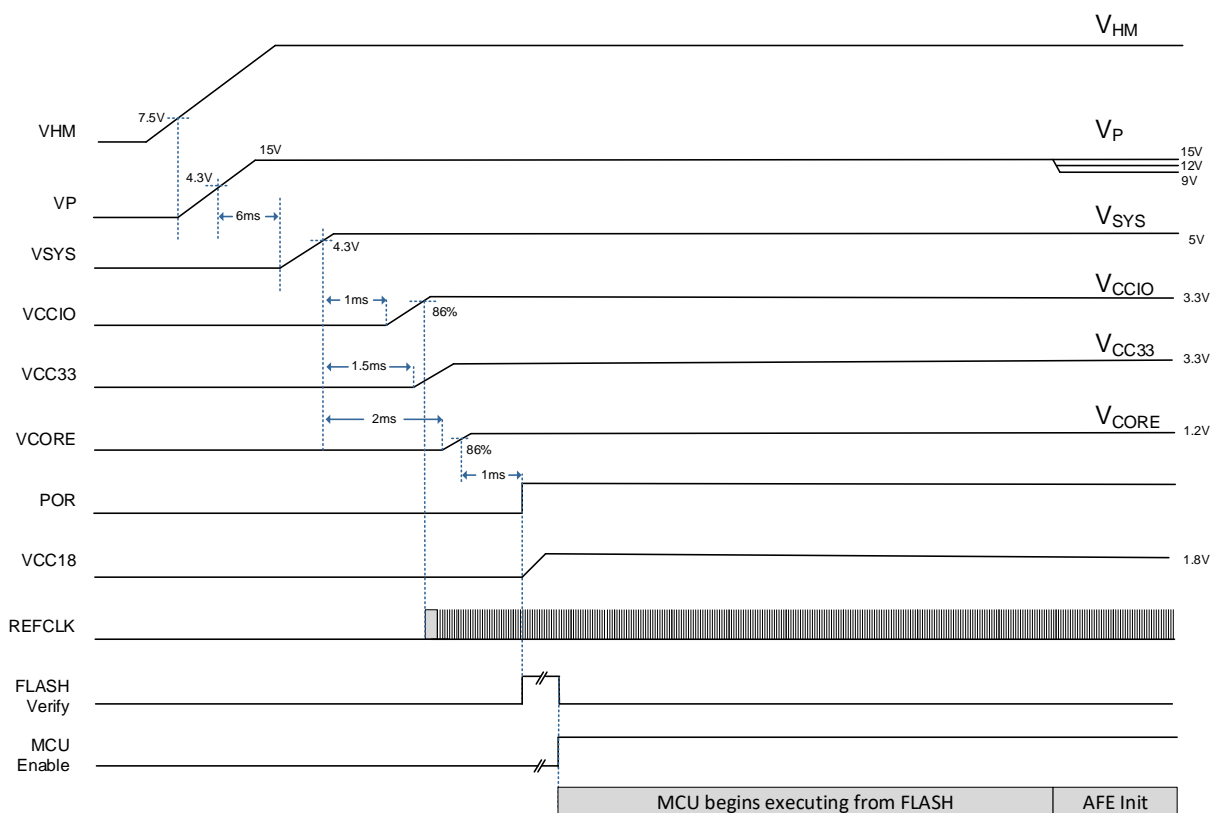 VHM
7.5V
VHM
VP
15V
15V
4.3V
12V
9V
VP
6ms
VSYS
4.3V
5V
VSYS
1ms
VCCIO
3.3V
86%
VCCIO
VCC33
3.3V
1.5ms
VCC33
2ms
VCORE
1.2V
VCORE
86%
1ms
POR
VCC18
1.8V
REFCLK
FLASH
Verify
MCU
Enable
MCU begins executing from FLASH
AFE Init